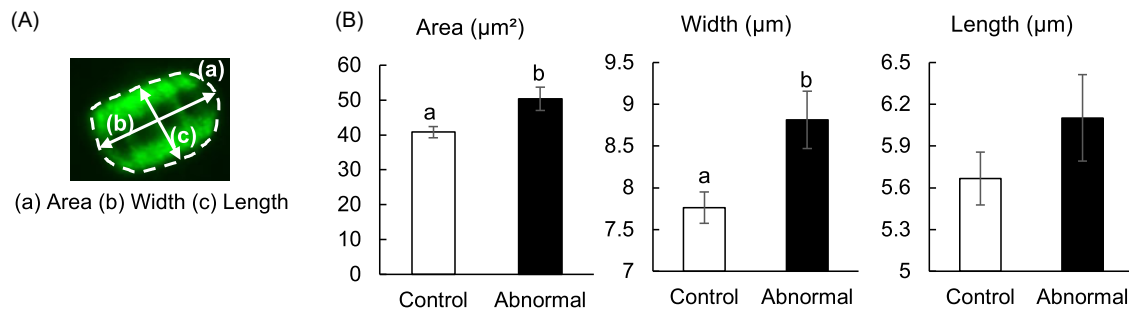 (A)
(a)
(b)
(c)
(a) Area (b) Width (c) Length
(B)
Area (µm²)
60
50
40
30
20
10
0
a
b
Control Abnormal
Width (µm)
9.5
9
8.5
8
7.5
7
a
b
Control Abnormal
Length (µm)
6.5
6.2
5.9
5.6
5.3
5
Control Abnormal